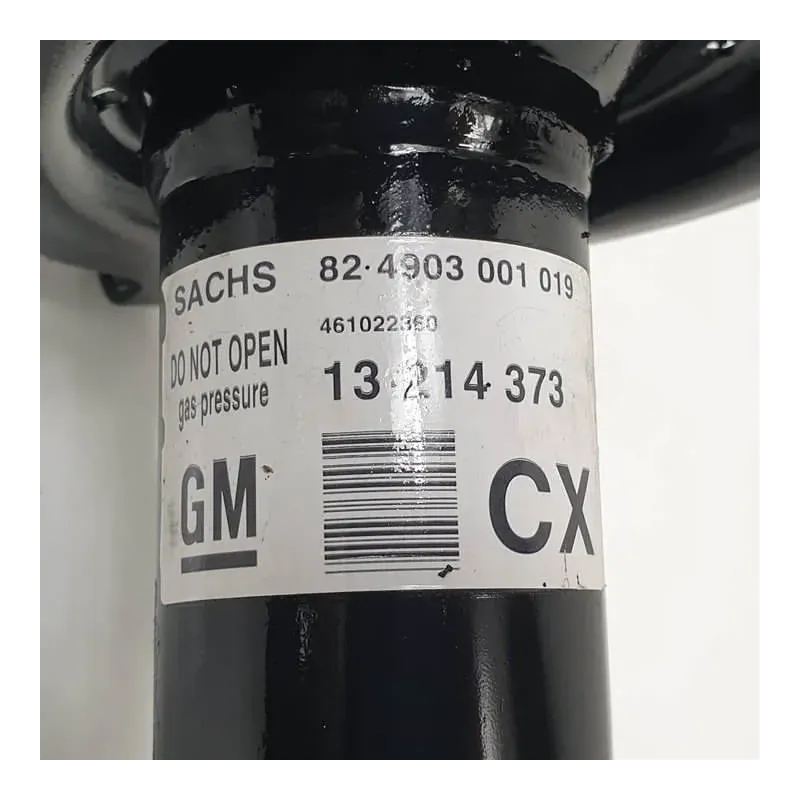 SACHS 82·4903 001 019
461022360
DO NOT OPEN
gas pressure
13·214 373
GM CX